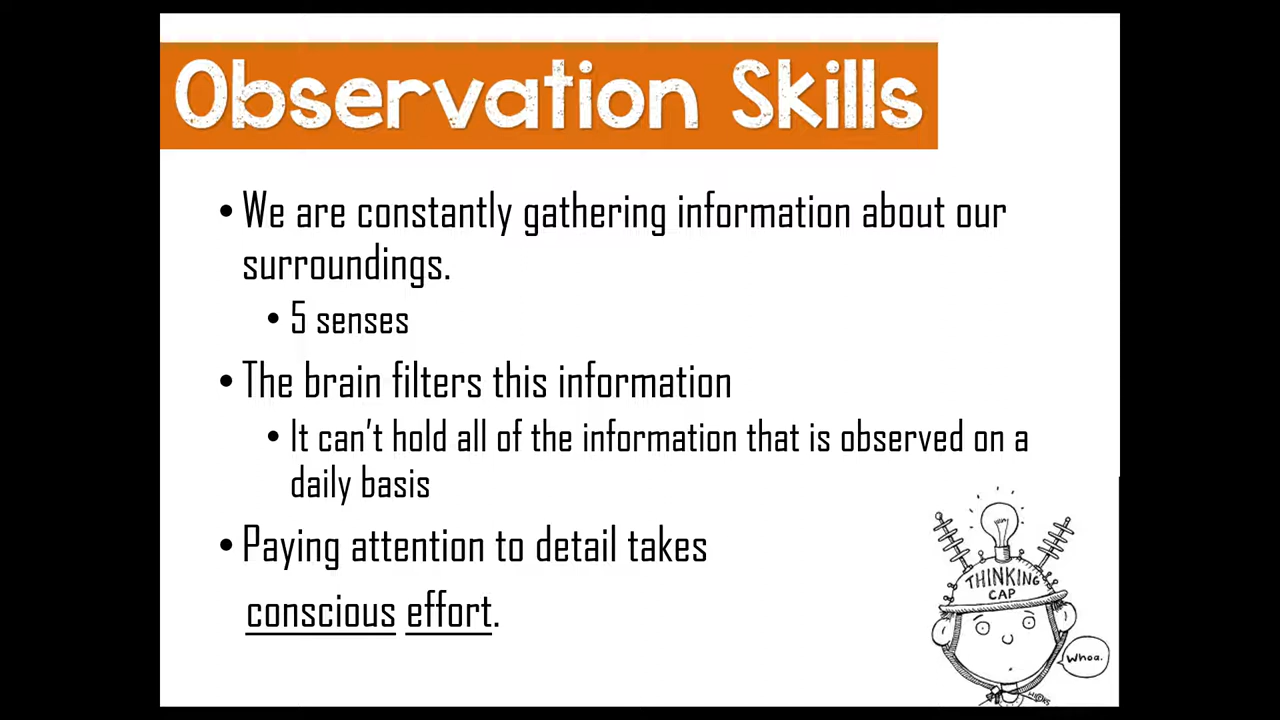 Observation Skills
• We are constantly gathering information about our
surroundings.
• 5 senses
• The brain filters this information
• It can't hold all of the information that is observed on a
daily basis
• Paying attention to detail takes
conscious effort.
THINKING
CAP
Whoa.